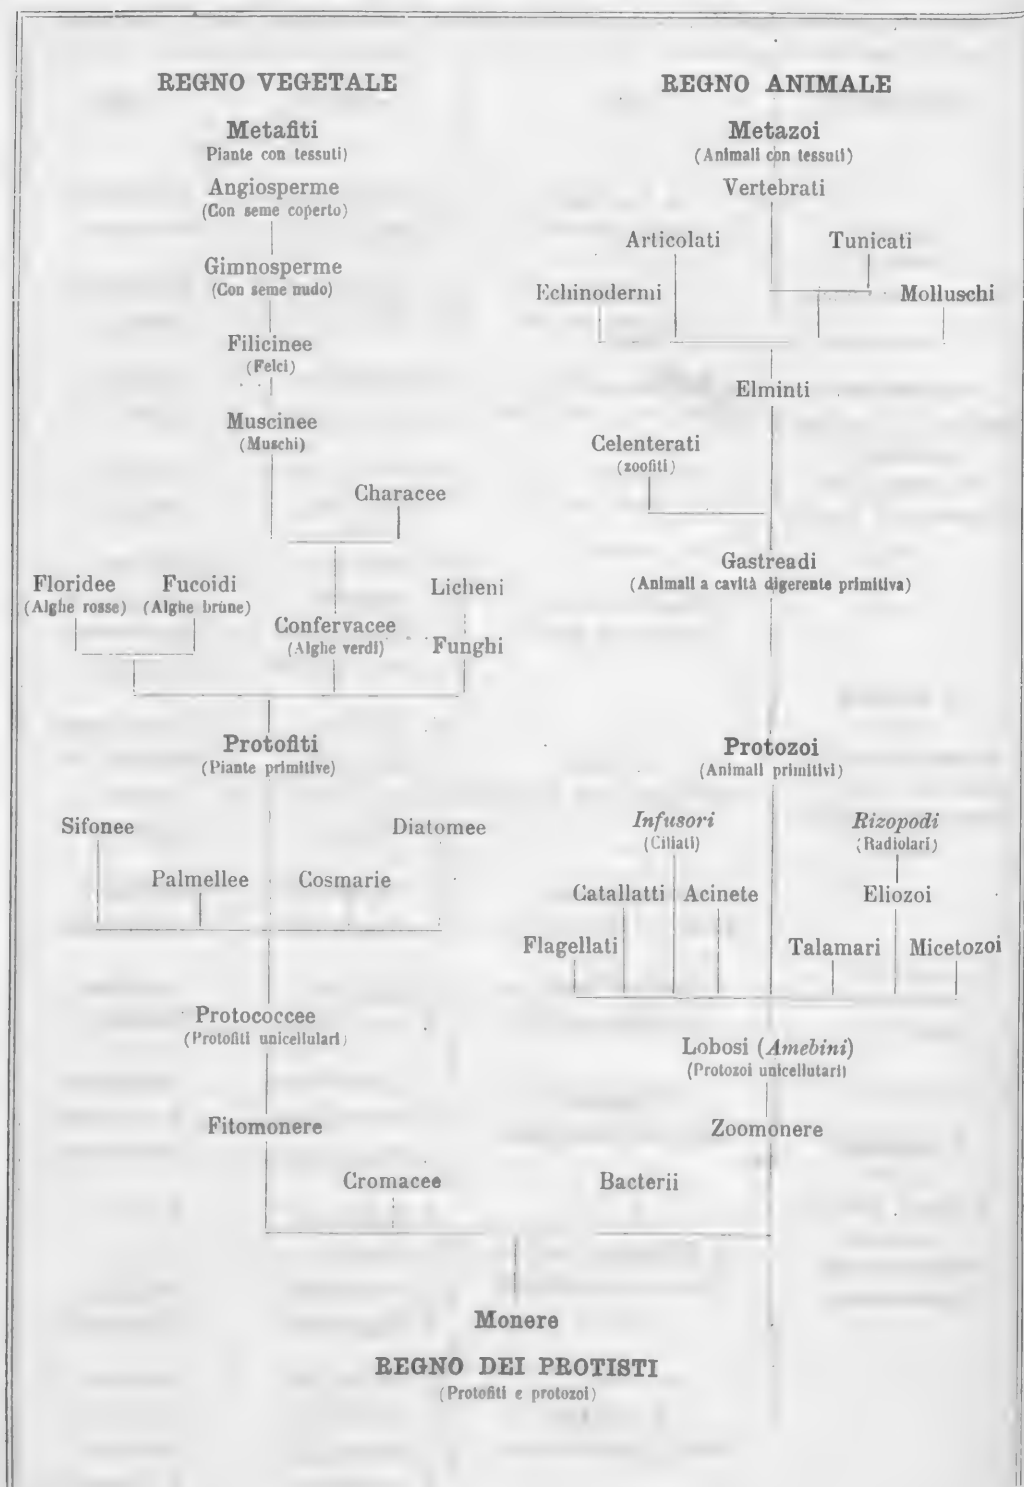 REGNO VEGETALE
Metafiti
Piante con tessuti)
Angiosperme
(Con seme coperto)
Gimnosperme
(Con seme nudo)
Filicinee
(Felci)
Muscinee
(Muschi)
Characee
Floridee
(Alghe rosse)
Fucoidi
(Alghe brune)
Confervacee
(Alghe verdi)
Licheni
Funghi
Protofiti
(Piante primitive)
Sifonee
Diatomee
Palmellee
Cosmarie
Protococcee
(Protofiti unicellulari)
Fitomonere
Cromacee
REGNO ANIMALE
Metazoi
(Animali con tessuti)
Vertebrati
Articolati
Tunicati
Echinodermi
Molluschi
Elminti
Celenterati
(zoofiti)
Gastreadi
(Animali a cavità digerente primitiva)
Protozoi
(Animali primitivi)
Infusori
(Ciliati)
Rizopodi
(Radiolari)
Catallatti
Acinete
Eliozoi
Flagellati
Talamari
Micetozoi
Lobosi (Amebini)
(Protozoi unicellutari)
Zoomonere
Bacterii
Monere
REGNO DEI PROTISTI
(Protofiti e protozoi)